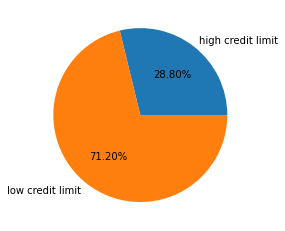 high credit limit
28.80%
71.20%
low credit limit